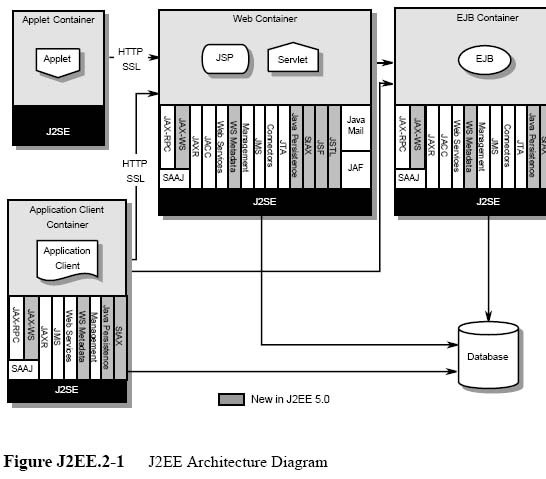 Applet Container
Applet
J2SE
HTTP
SSL
Web Container
JSP
Servlet
JAX-RPC
JAX-WS
SAAJ
JAXR
JACC
Web Services
WS Metadata
Management
JMS
Connectors
JTA
Java Persistence
StAX
JSF
JSTL
Java
Mail
JAF
J2SE
EJB Container
EJB
JAX-RPC
JAX-WS
SAAJ
JAXR
JACC
Web Services
WS Metadata
Management
JMS
Connectors
JTA
Java Persistence
StAX
J2SE
HTTP
SSL
Application Client
Container
Application
Client
JAX-RPC
JAX-WS
SAAJ
JAXR
JMS
Web Services
WS Metadata
Management
Java Persistence
StAX
J2SE
Database
New in J2EE 5.0
Figure J2EE.2-1 J2EE Architecture Diagram